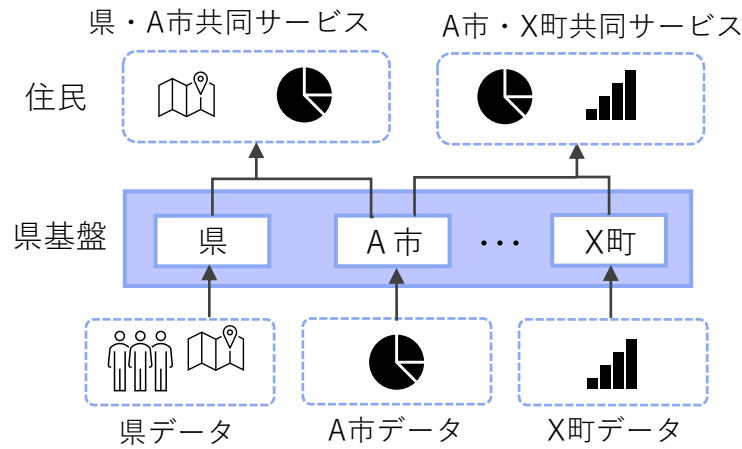 県・A市共同サービス
A市・X町共同サービス
住民
県基盤
県
A市
・・・
X町
県データ
A市データ
X町データ